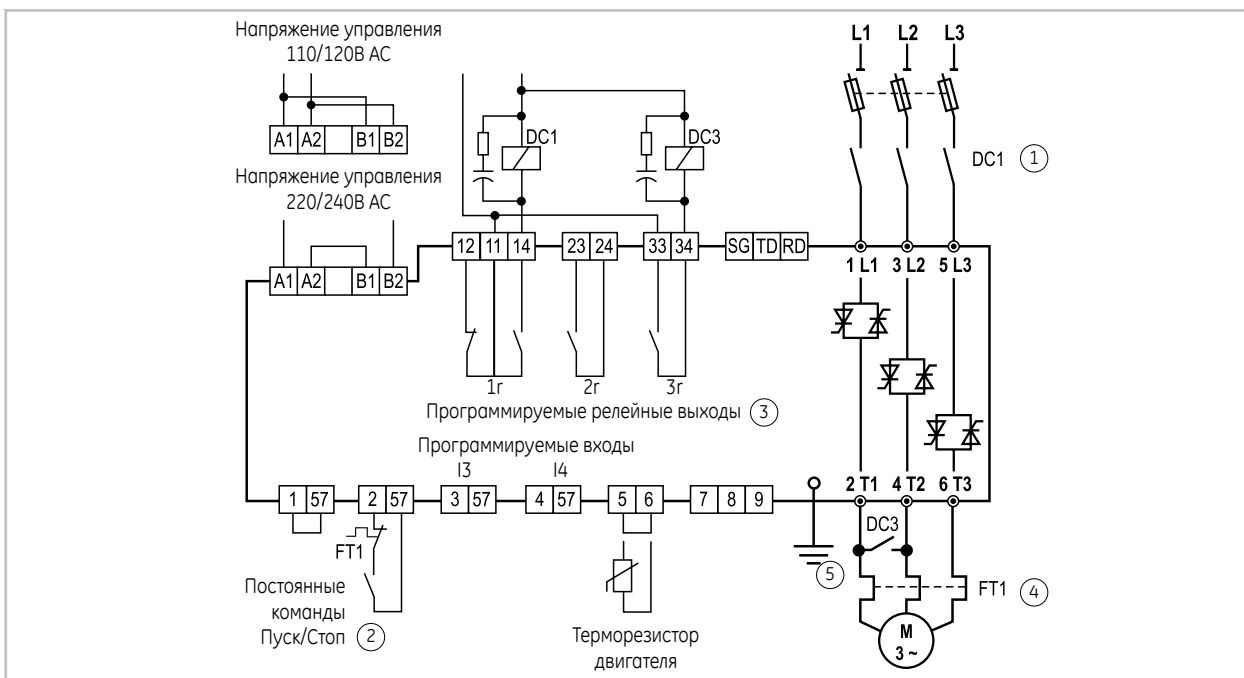 Напряжение управления
110/120В AC
A1 A2 B1 B2
Напряжение управления
220/240В AC
A1 A2 B1 B2
L1 L2 L3
DC1 DC3
DC1 1
12 11 14 23 24 33 34 SG TD RD
1 L1 3 L2 5 L3
1r 2r 3r
Программируемые релейные выходы 3
Программируемые входы
I3 I4
1 57 2 57 3 57 4 57 5 6 7 8 9
2 T1 4 T2 6 T3
DC3
FT1
5
FT1 4
Постоянные
команды
Пуск/Стоп 2
Терморезистор
двигателя
M
3 ~